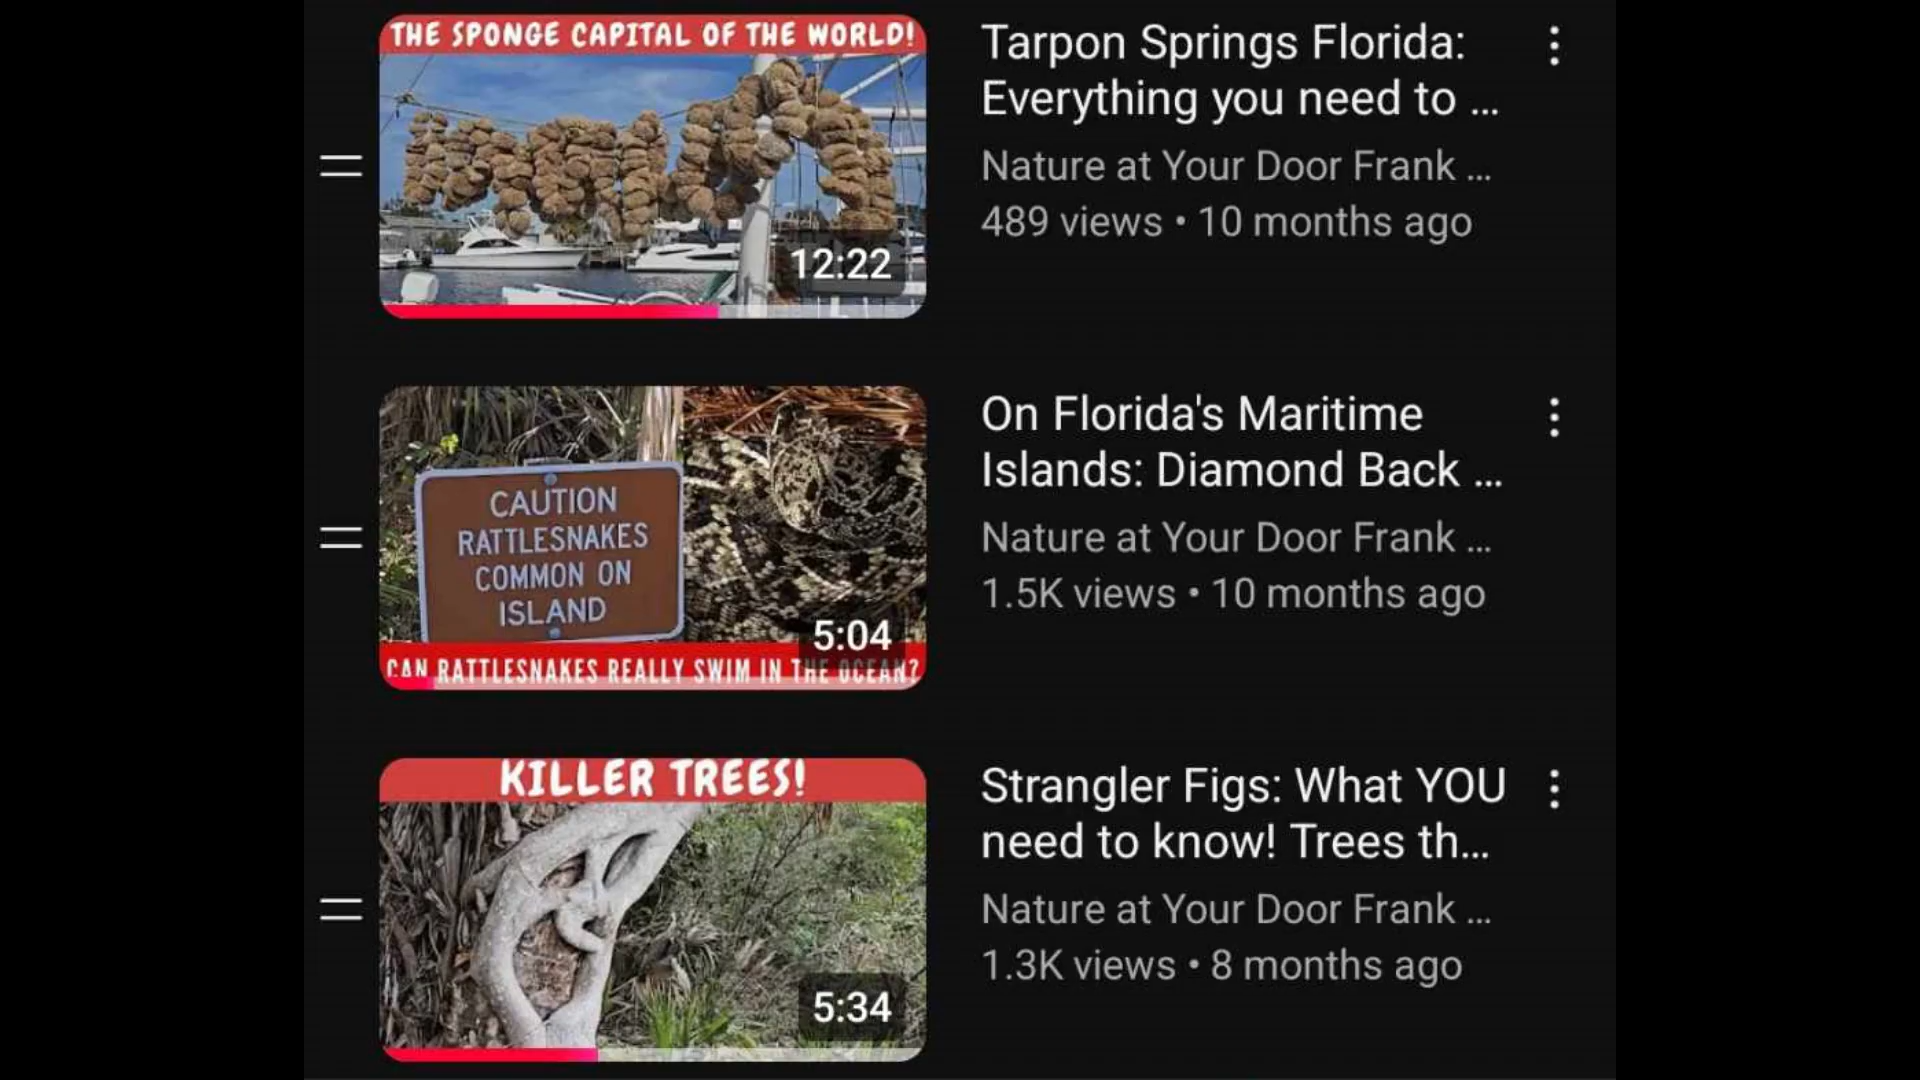 THE SPONGE CAPITAL OF THE WORLD!
12:22
Tarpon Springs Florida:
Everything you need to ...
Nature at Your Door Frank ...
489 views • 10 months ago
CAUTION
RATTLESNAKES
COMMON ON
ISLAND
5:04
CAN RATTLESNAKES REALLY SWIM IN THE OCEAN?
On Florida's Maritime
Islands: Diamond Back ...
Nature at Your Door Frank ...
1.5K views • 10 months ago
KILLER TREES!
5:34
Strangler Figs: What YOU
need to know! Trees th...
Nature at Your Door Frank ...
1.3K views • 8 months ago